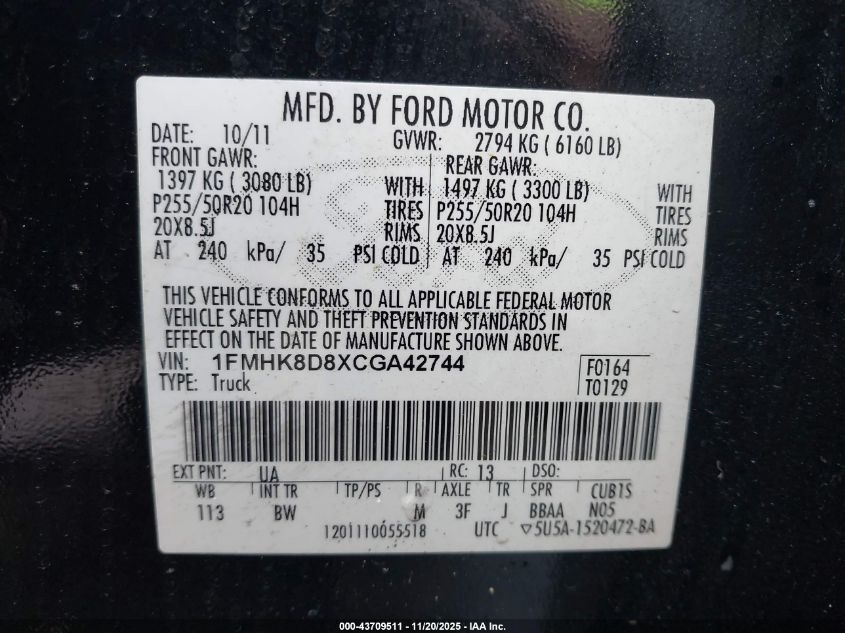 MFD. BY FORD MOTOR CO.
DATE: 10/11 GVWR: 2794 KG ( 6160 LB)
FRONT GAWR: REAR GAWR:
1397 KG ( 3080 LB) WITH 1497 KG ( 3300 LB) WITH
P255/50R20 104H TIRES P255/50R20 104H TIRES
20X8.5J RIMS 20X8.5J RIMS
AT 240 kPa/ 35 PSI COLD AT 240 kPa/ 35 PSI COLD
THIS VEHICLE CONFORMS TO ALL APPLICABLE FEDERAL MOTOR
VEHICLE SAFETY AND THEFT PREVENTION STANDARDS IN
EFFECT ON THE DATE OF MANUFACTURE SHOWN ABOVE.
VIN: 1FMHK8D8XCGA42744 F0164
TYPE: Truck T0129
EXT PNT: UA RC: 13 DSO:
WB INT TR TP/PS R AXLE TR SPR CUBTS
113 BW M 3F J BBAA N05
1201110055518 UTC ▽5U5A-1520472-BA
000-43709511 - 11/20/2025 - IAA Inc.